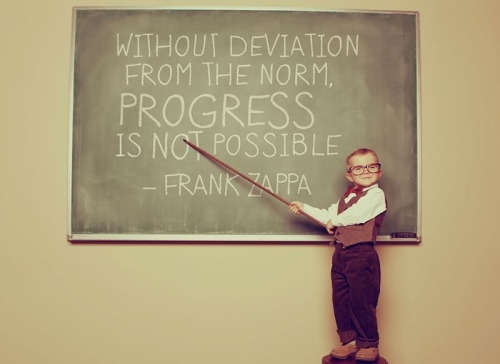 WITHOUT DEVIATION
FROM THE NORM,
PROGRESS
IS NOT POSSIBLE
– FRANK ZAPPA